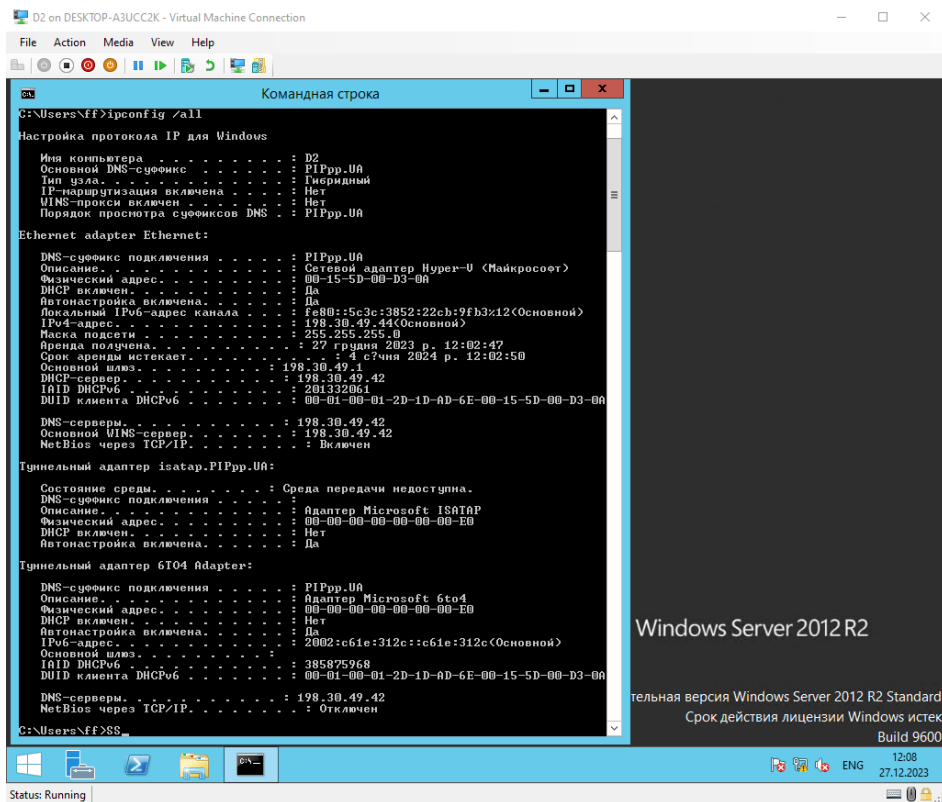 D2 on DESKTOP-A3UCC2K - Virtual Machine Connection
File Action Media View Help
Командная строка
C:\Users\ff>ipconfig /all
Настройка протокола IP для Windows
Имя компьютера . . . . . . . . . : D2
Основной DNS-суффикс . . . . . . : PIPpp.UA
Тип узла. . . . . . . . . . . . . : Гибридный
IP-маршрутизация включена . . . . : Нет
WINS-прокси включен . . . . . . . : Нет
Порядок просмотра суффиксов DNS . : PIPpp.UA
Ethernet adapter Ethernet:
DNS-суффикс подключения . . . . . : PIPpp.UA
Описание. . . . . . . . . . . . . : Сетевой адаптер Hyper-V (Майкрософт)
Физический адрес. . . . . . . . . : 00-15-5D-00-D3-0A
DHCP включен. . . . . . . . . . . : Да
Автонастройка включена. . . . . . : Да
Локальный IPv6-адрес канала . . . : fe80::5c3c:3852:22cb:9fb3%12(Основной)
IPv4-адрес. . . . . . . . . . . . : 198.30.49.44(Основной)
Маска подсети . . . . . . . . . . : 255.255.255.0
Аренда получена. . . . . . . . . . : 27 грудня 2023 р. 12:02:47
Срок аренды истекает. . . . . . . . . . : 4 с?чня 2024 р. 12:02:50
Основной шлюз. . . . . . . . . : 198.30.49.1
DHCP-сервер. . . . . . . . . . . : 198.30.49.42
IAID DHCPv6 . . . . . . . . . . . : 201332061
DUID клиента DHCPv6 . . . . . . . : 00-01-00-01-2D-1D-AD-6E-00-15-5D-00-D3-0A
DNS-серверы. . . . . . . . . . . : 198.30.49.42
Основной WINS-сервер. . . . . . . : 198.30.49.42
NetBios через TCP/IP. . . . . . . . : Включен
Туннельный адаптер isatap.PIPpp.UA:
Состояние среды. . . . . . . . : Среда передачи недоступна.
DNS-суффикс подключения . . . . . :
Описание. . . . . . . . . . . . . : Адаптер Microsoft ISATAP
Физический адрес. . . . . . . . . : 00-00-00-00-00-00-00-E0
DHCP включен. . . . . . . . . . . : Нет
Автонастройка включена. . . . . . : Да
Туннельный адаптер 6TO4 Adapter:
DNS-суффикс подключения . . . . . : PIPpp.UA
Описание. . . . . . . . . . . . . : Адаптер Microsoft 6to4
Физический адрес. . . . . . . . . : 00-00-00-00-00-00-00-E0
DHCP включен. . . . . . . . . . . : Нет
Автонастройка включена. . . . . . : Да
IPv6-адрес. . . . . . . . . . . . : 2002:c61e:312c::c61e:312c(Основной)
Основной шлюз. . . . . . . . . :
IAID DHCPv6 . . . . . . . . . . . : 385875968
DUID клиента DHCPv6 . . . . . . . : 00-01-00-01-2D-1D-AD-6E-00-15-5D-00-D3-0A
DNS-серверы. . . . . . . . . . . : 198.30.49.42
NetBios через TCP/IP. . . . . . . . : Отключен
C:\Users\ff>SS_
Windows Server 2012 R2
тельная версия Windows Server 2012 R2 Standard
Срок действия лицензии Windows истек
Build 9600
ENG
12:08
27.12.2023
Status: Running